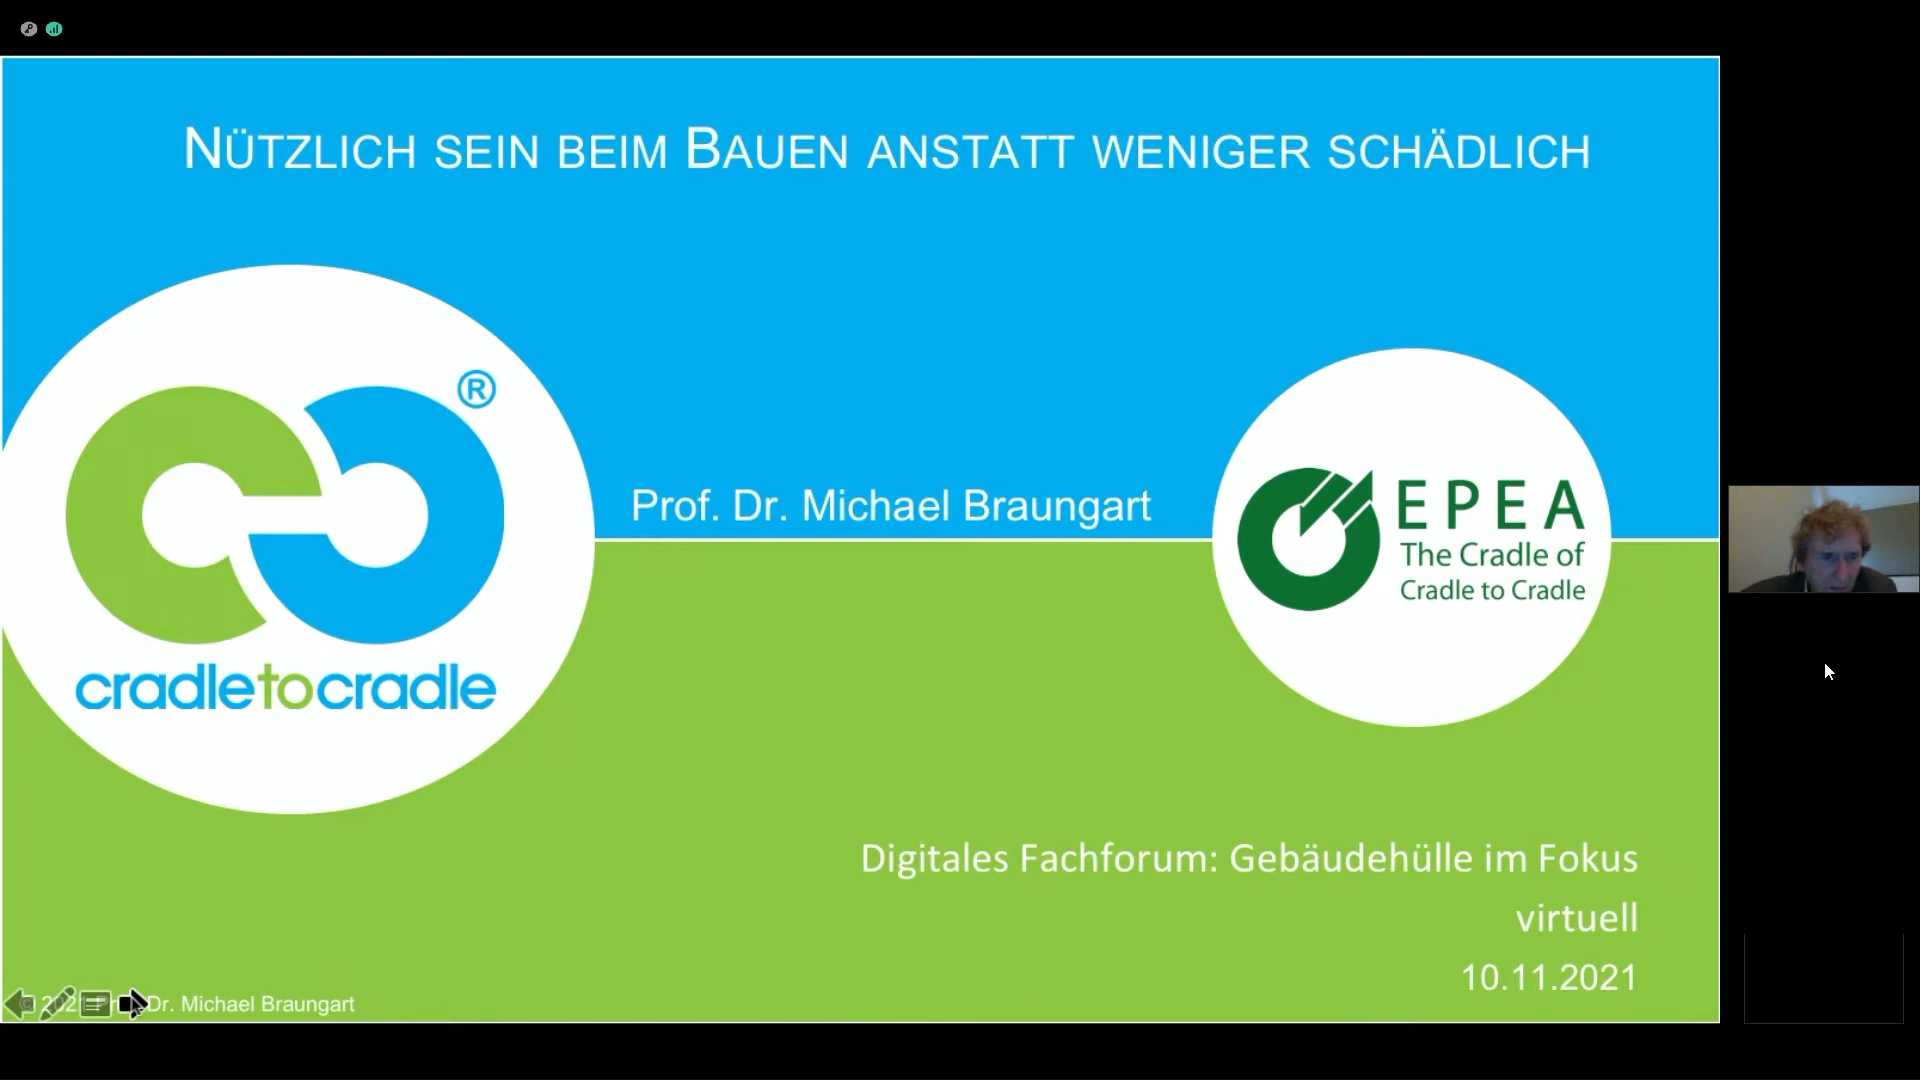 NÜTZLICH SEIN BEIM BAUEN ANSTATT WENIGER SCHÄDLICH
®
Prof. Dr. Michael Braungart
EPEA
The Cradle of
Cradle to Cradle
cradletocradle
Digitales Fachforum: Gebäudehülle im Fokus
virtuell
10.11.2021
© 2021 Dr. Michael Braungart